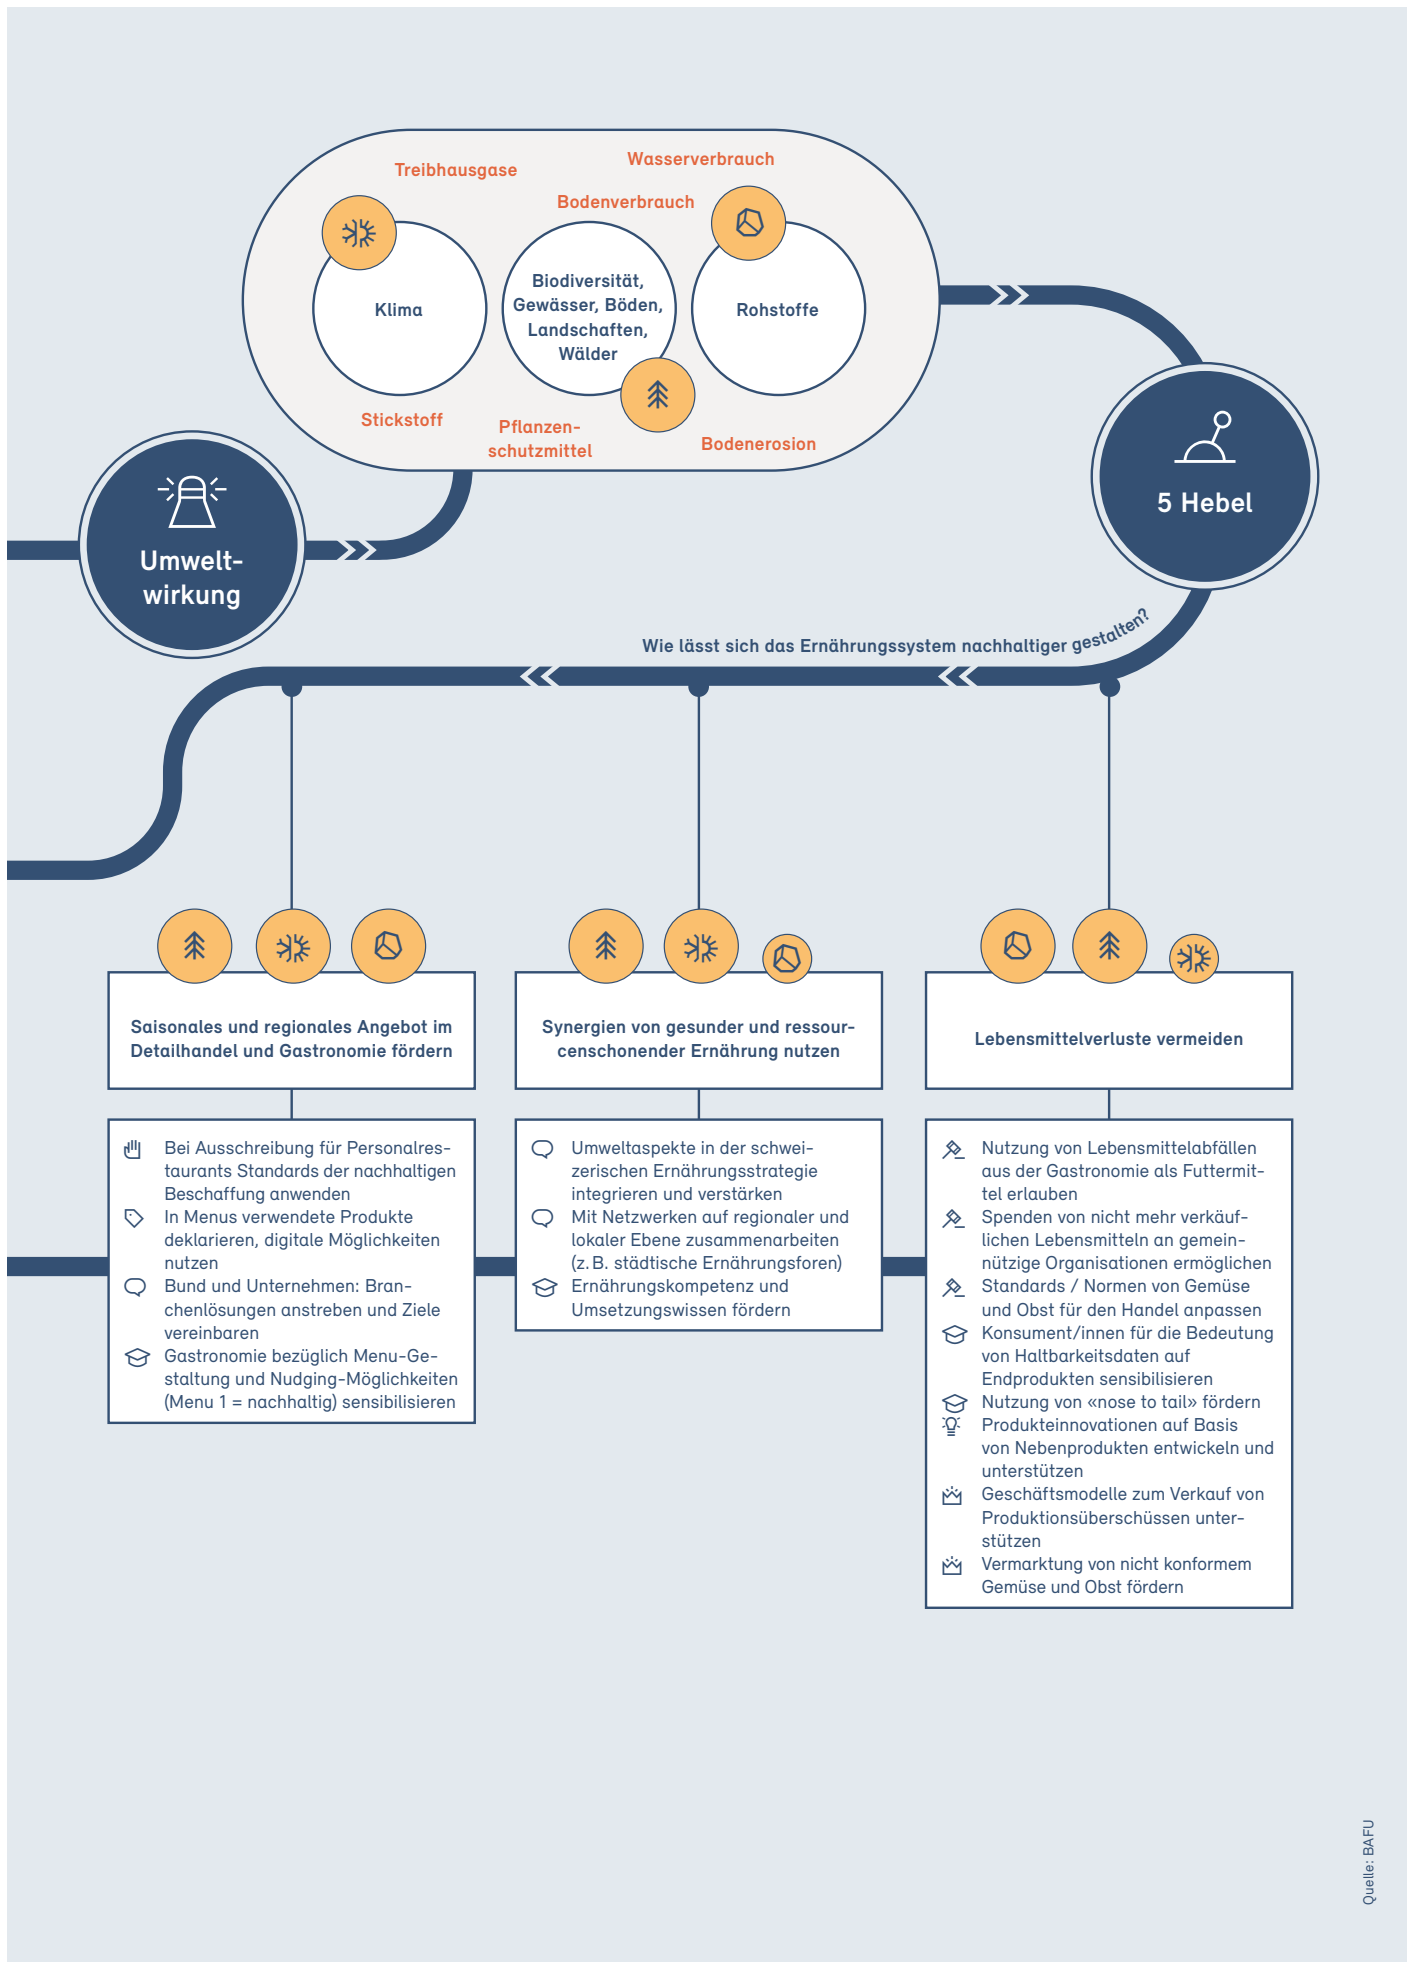 Treibhausgase
Wasserverbrauch
Bodenverbrauch
Klima
Biodiversität,
Gewässer, Böden,
Landschaften,
Wälder
Rohstoffe
Stickstoff
Pflanzen-
schutzmittel
Bodenerosion
Umwelt-
wirkung
5 Hebel
Wie lässt sich das Ernährungssystem nachhaltiger gestalten?
Saisonales und regionales Angebot im
Detailhandel und Gastronomie fördern
Bei Ausschreibung für Personalres-
taurants Standards der nachhaltigen
Beschaffung anwenden
In Menus verwendete Produkte
deklarieren, digitale Möglichkeiten
nutzen
Bund und Unternehmen: Bran-
chenlösungen anstreben und Ziele
vereinbaren
Gastronomie bezüglich Menu-Ge-
staltung und Nudging-Möglichkeiten
(Menu 1 = nachhaltig) sensibilisieren
Synergien von gesunder und ressour-
censchonender Ernährung nutzen
Umweltaspekte in der schwei-
zerischen Ernährungsstrategie
integrieren und verstärken
Mit Netzwerken auf regionaler und
lokaler Ebene zusammenarbeiten
(z. B. städtische Ernährungsforen)
Ernährungskompetenz und
Umsetzungswissen fördern
Lebensmittelverluste vermeiden
Nutzung von Lebensmittelabfällen
aus der Gastronomie als Futtermit-
tel erlauben
Spenden von nicht mehr verkäuf-
lichen Lebensmitteln an gemein-
nützige Organisationen ermöglichen
Standards / Normen von Gemüse
und Obst für den Handel anpassen
Konsument/innen für die Bedeutung
von Haltbarkeitsdaten auf
Endprodukten sensibilisieren
Nutzung von «nose to tail» fördern
Produkteinnovationen auf Basis
von Nebenprodukten entwickeln und
unterstützen
Geschäftsmodelle zum Verkauf von
Produktionsüberschüssen unter-
stützen
Vermarktung von nicht konformem
Gemüse und Obst fördern
Quelle: BAFU